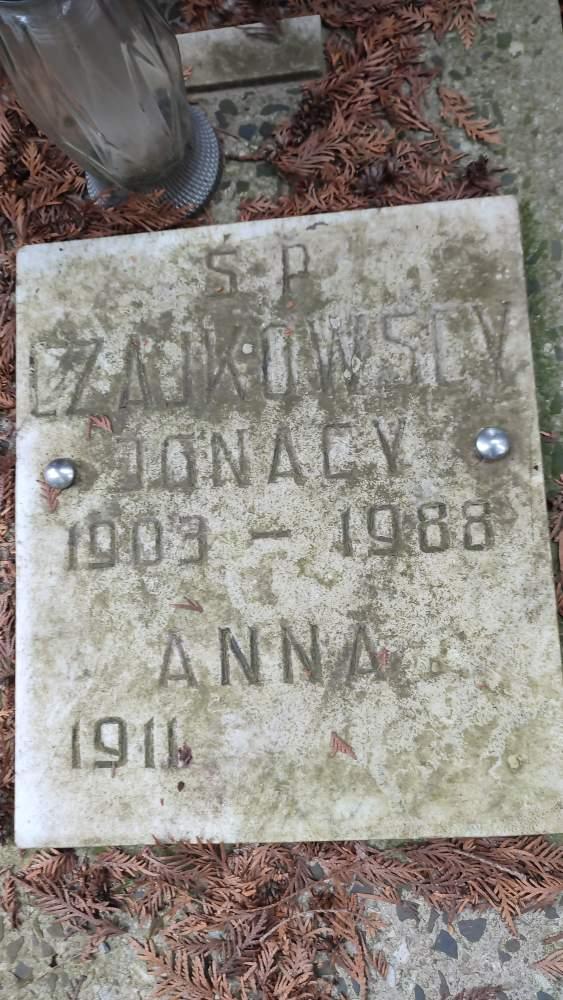 Ś P
CZAJKOWSCY
IGNACY
1903 - 1988
ANNA
1911